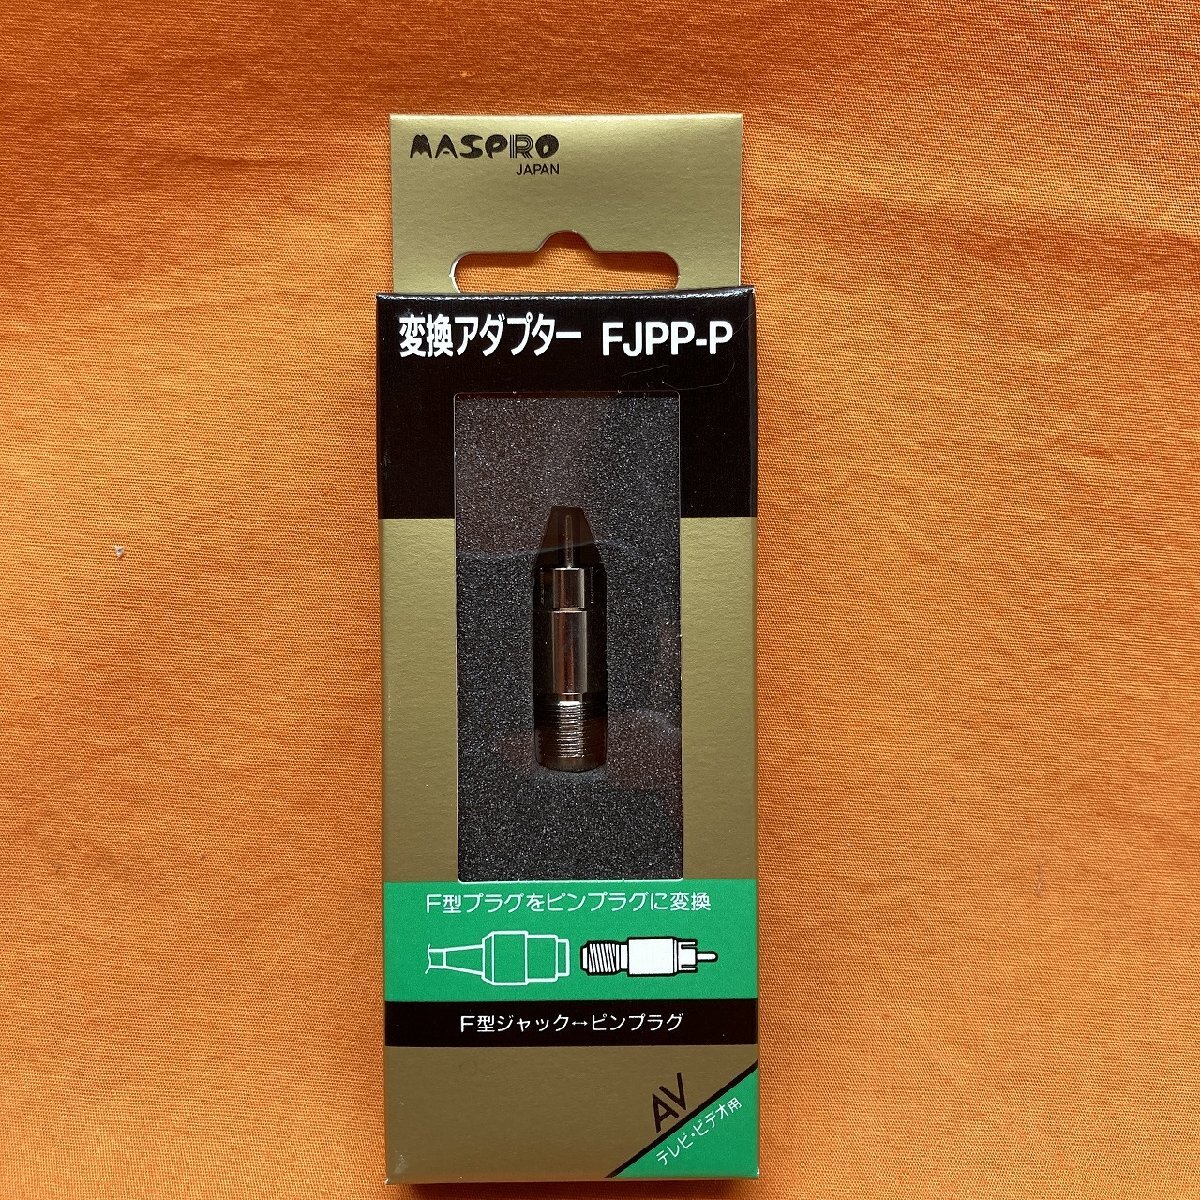 MASPRO
JAPAN
変換アダプター FJPP-P
F型プラグをピンプラグに変換
F型ジャック↔ピンプラグ
AV
テレビ・ビデオ用